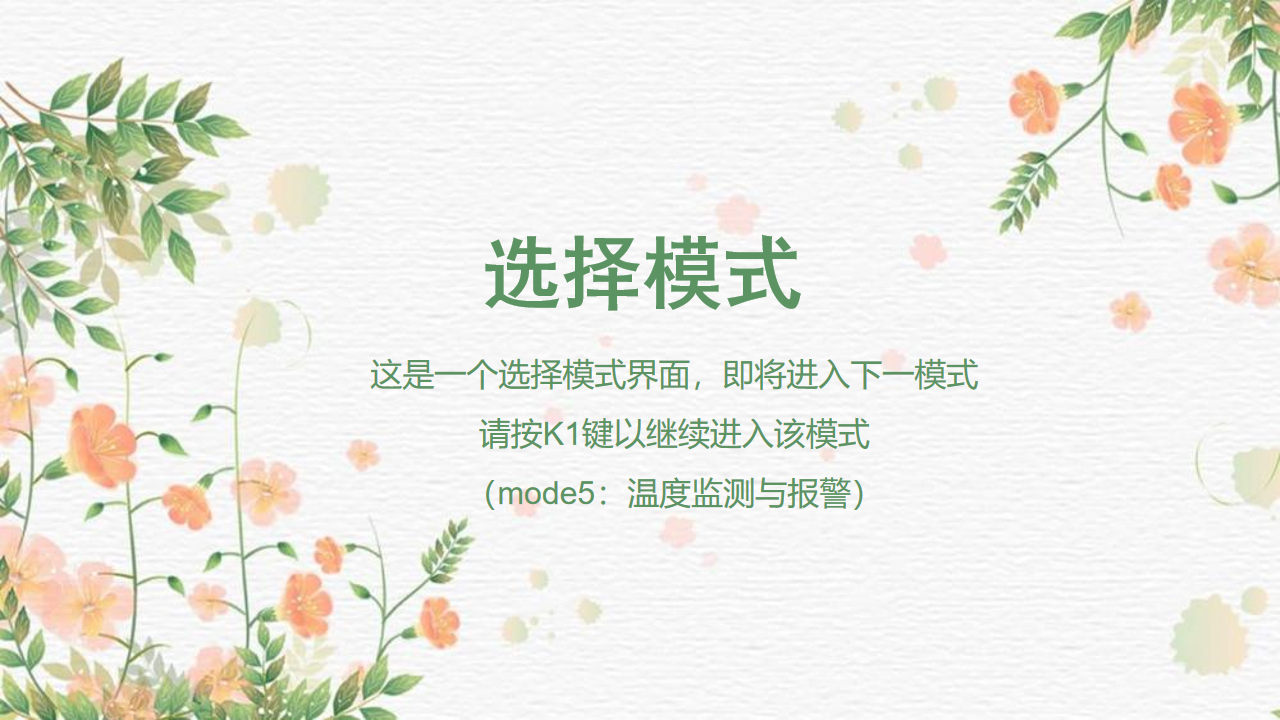 选择模式
这是一个选择模式界面，即将进入下一模式
请按K1键以继续进入该模式
（mode5：温度监测与报警）